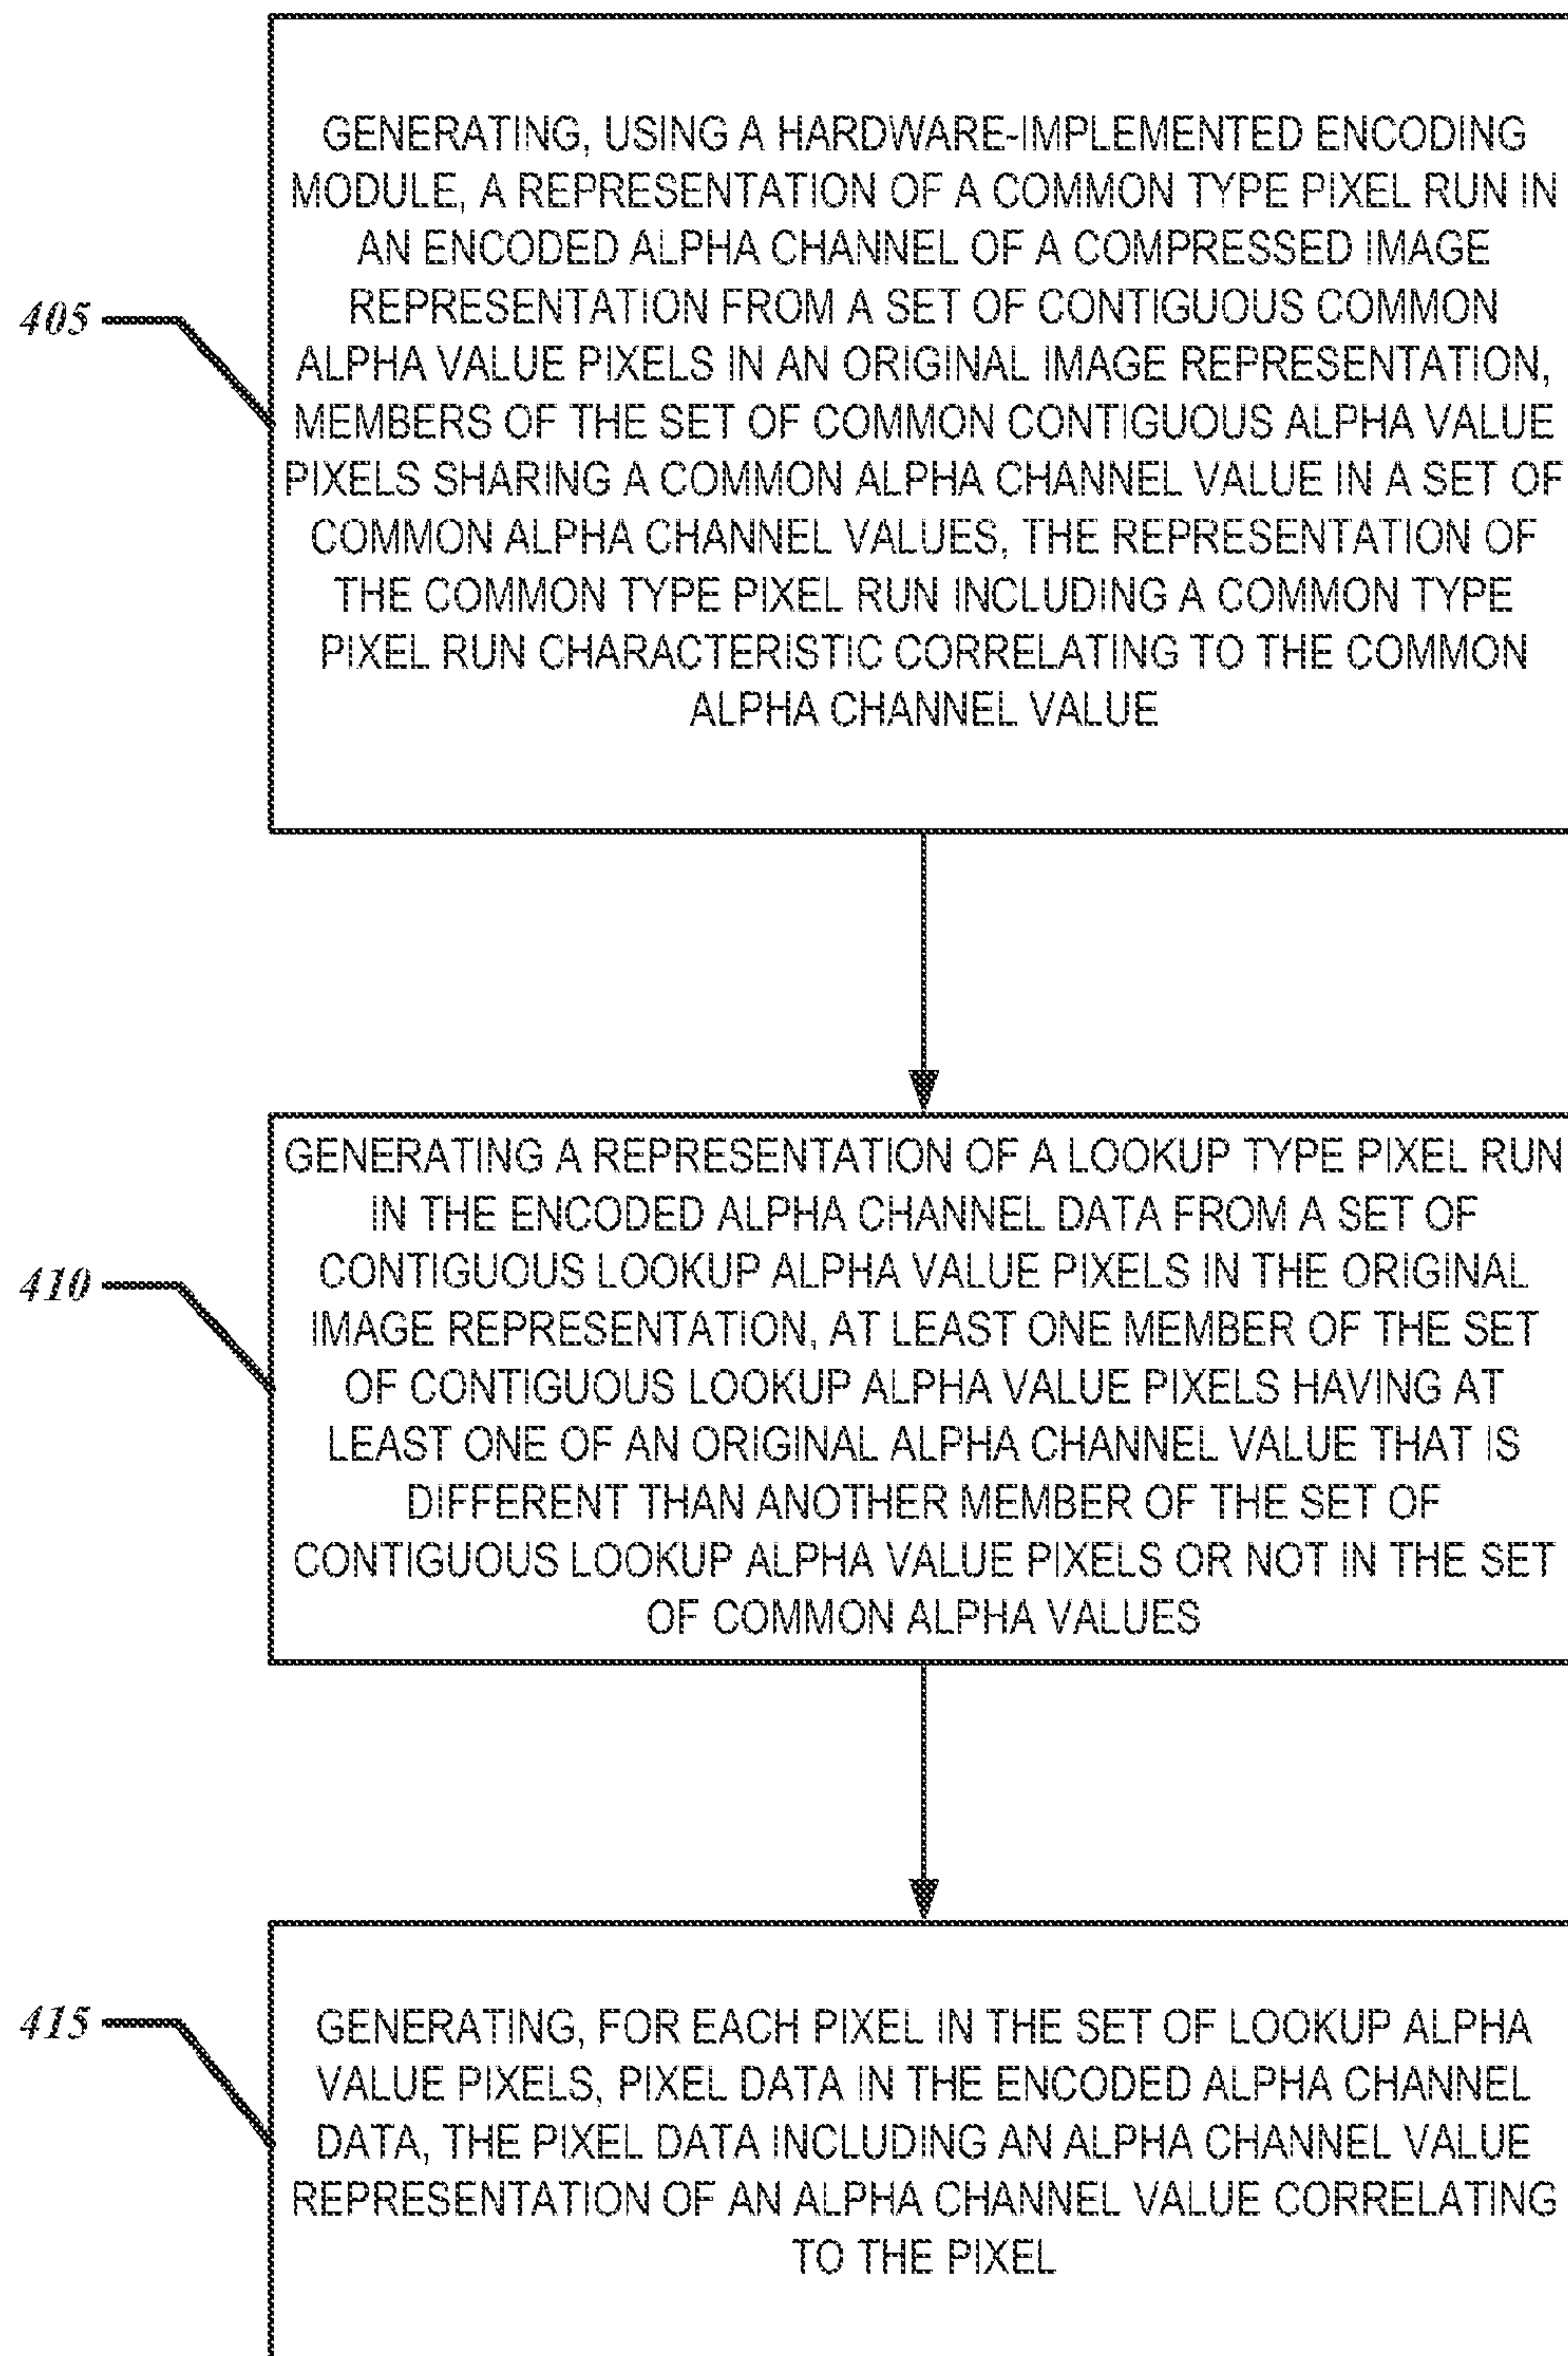 GENERATING, USING A HARDWARE-IMPLEMENTED ENCODING
MODULE, A REPRESENTATION OF A COMMON TYPE PIXEL RUN IN
AN ENCODED ALPHA CHANNEL OF A COMPRESSED IMAGE
REPRESENTATION FROM A SET OF CONTIGUOUS COMMON
405
ALPHA VALUE PIXELS IN AN ORIGINAL IMAGE REPRESENTATION,
MEMBERS OF THE SET OF COMMON CONTIGUOUS ALPHA VALUE
PIXELS SHARING A COMMON ALPHA CHANNEL VALUE IN A SET OF
COMMON ALPHA CHANNEL VALUES, THE REPRESENTATION OF
THE COMMON TYPE PIXEL RUN INCLUDING A COMMON TYPE
PIXEL RUN CHARACTERISTIC CORRELATING TO THE COMMON
ALPHA CHANNEL VALUE
GENERATING A REPRESENTATION OF A LOOKUP TYPE PIXEL RUN
IN THE ENCODED ALPHA CHANNEL DATA FROM A SET OF
410
CONTIGUOUS LOOKUP ALPHA VALUE PIXELS IN THE ORIGINAL
IMAGE REPRESENTATION, AT LEAST ONE MEMBER OF THE SET
OF CONTIGUOUS LOOKUP ALPHA VALUE PIXELS HAVING AT
LEAST ONE OF AN ORIGINAL ALPHA CHANNEL VALUE THAT IS
DIFFERENT THAN ANOTHER MEMBER OF THE SET OF
CONTIGUOUS LOOKUP ALPHA VALUE PIXELS OR NOT IN THE SET
OF COMMON ALPHA VALUES
415
GENERATING, FOR EACH PIXEL IN THE SET OF LOOKUP ALPHA
VALUE PIXELS, PIXEL DATA IN THE ENCODED ALPHA CHANNEL
DATA, THE PIXEL DATA INCLUDING AN ALPHA CHANNEL VALUE
REPRESENTATION OF AN ALPHA CHANNEL VALUE CORRELATING
TO THE PIXEL